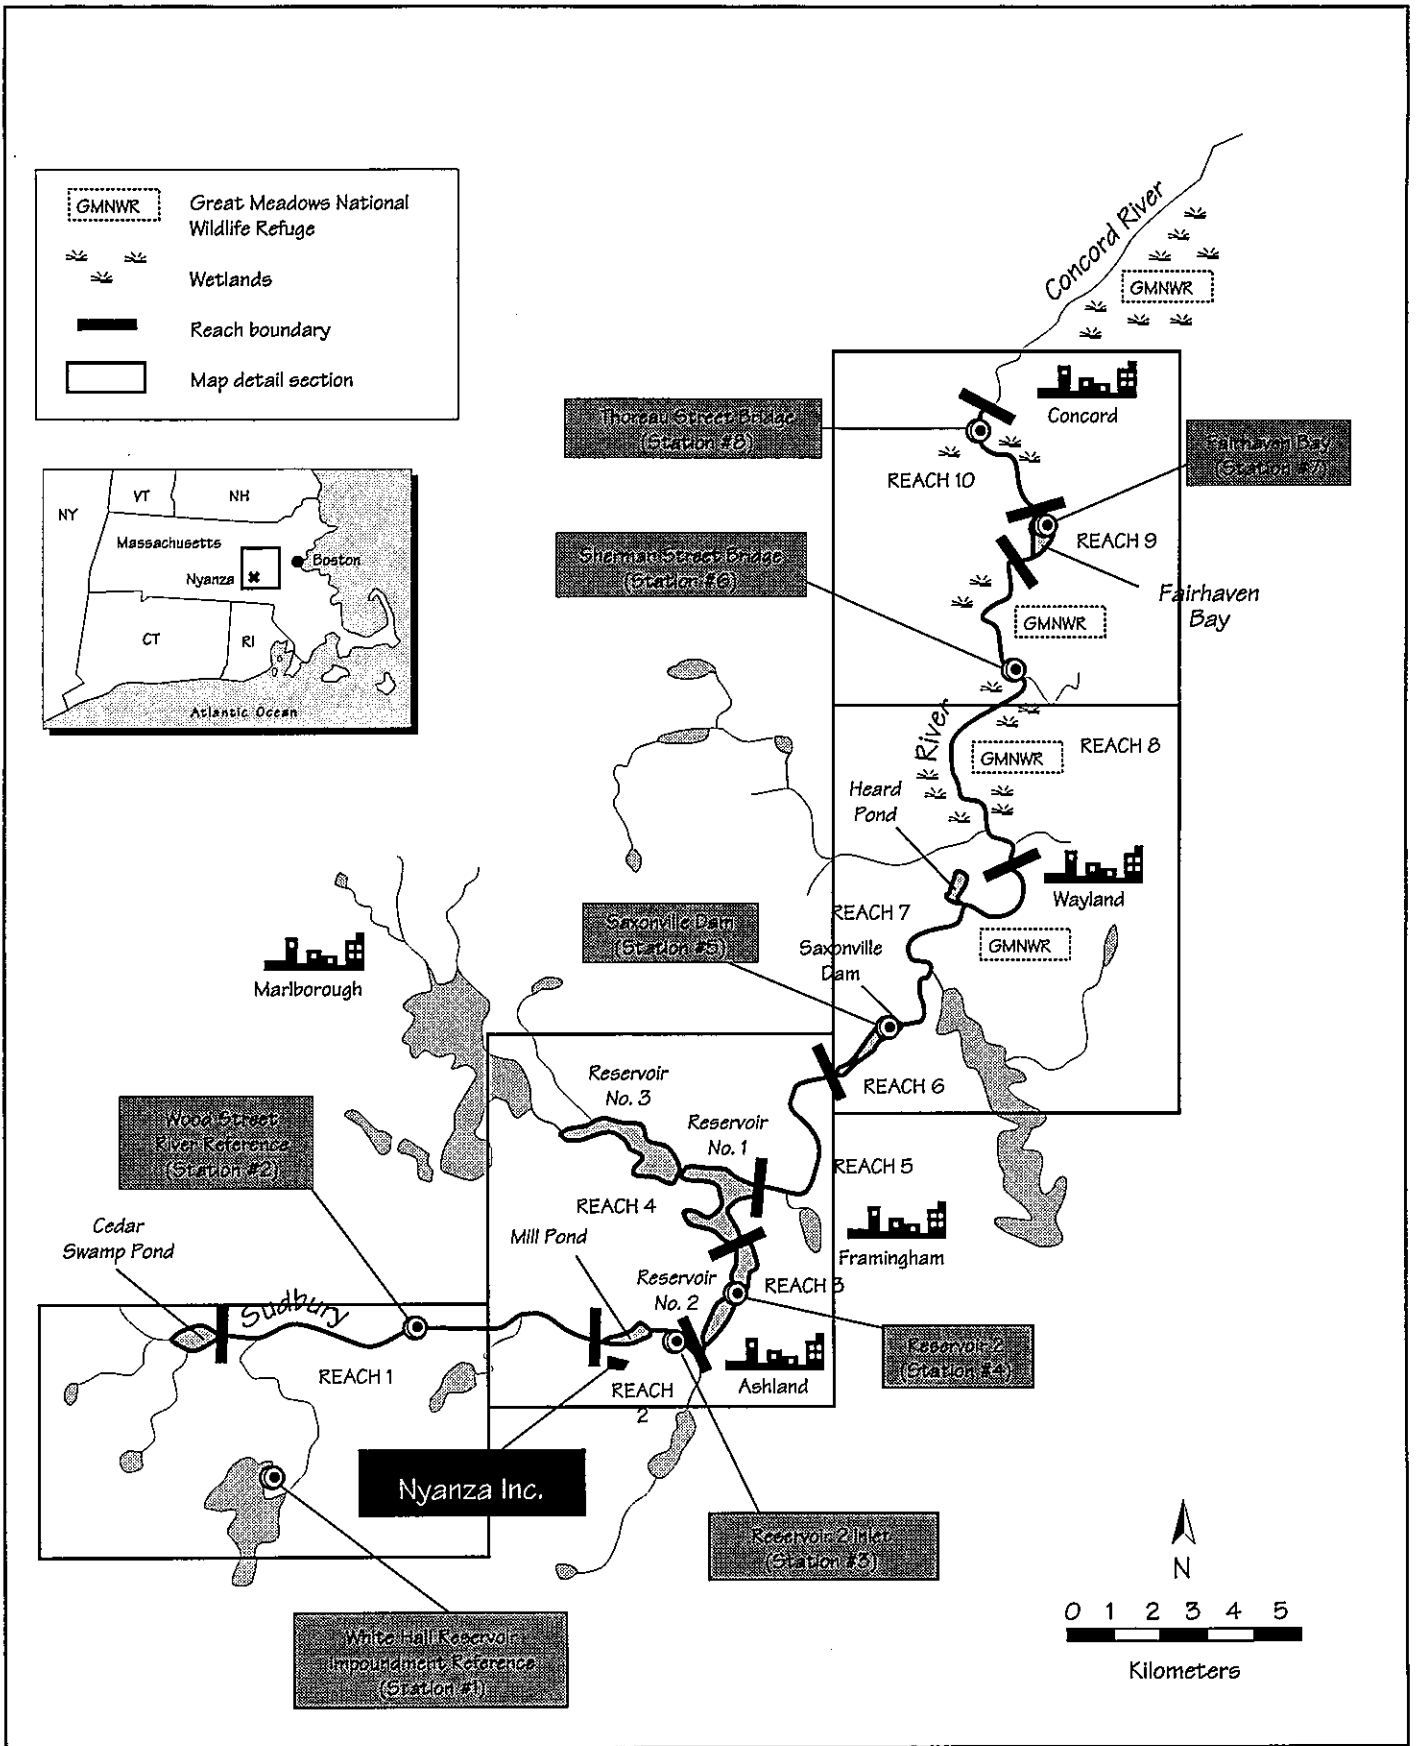 GMNWR
Great Meadows National
Wildlife Refuge
Wetlands
Reach boundary
Map detail section
NY
VT
NH
Massachusetts
Nyanza
Boston
CT
RI
Atlantic Ocean
Concord River
GMNWR
Concord
Thoreau Street Bridge
(Station #8)
Fairhaven Bay
(Station #7)
REACH 10
REACH 9
Sherman Street Bridge
(Station #6)
Fairhaven
Bay
GMNWR
River
REACH 8
GMNWR
Heard
Pond
Wayland
REACH 7
Saxonville Dam
(Station #5)
Saxonville
Dam
GMNWR
Marlborough
REACH 6
Reservoir
No. 3
Reservoir
No. 1
Wood Street
River Reference
(Station #2)
REACH 5
REACH 4
Cedar
Swamp Pond
Mill Pond
Framingham
Reservoir
No. 2
REACH 3
Sudbury
REACH 1
Reservoir 2
(Station #4)
REACH
2
Ashland
Nyanza Inc.
Reservoir 2 Inlet
(Station #3)
White Hall Reservoir
Impoundment Reference
(Station #1)
N
0 1 2 3 4 5
Kilometers